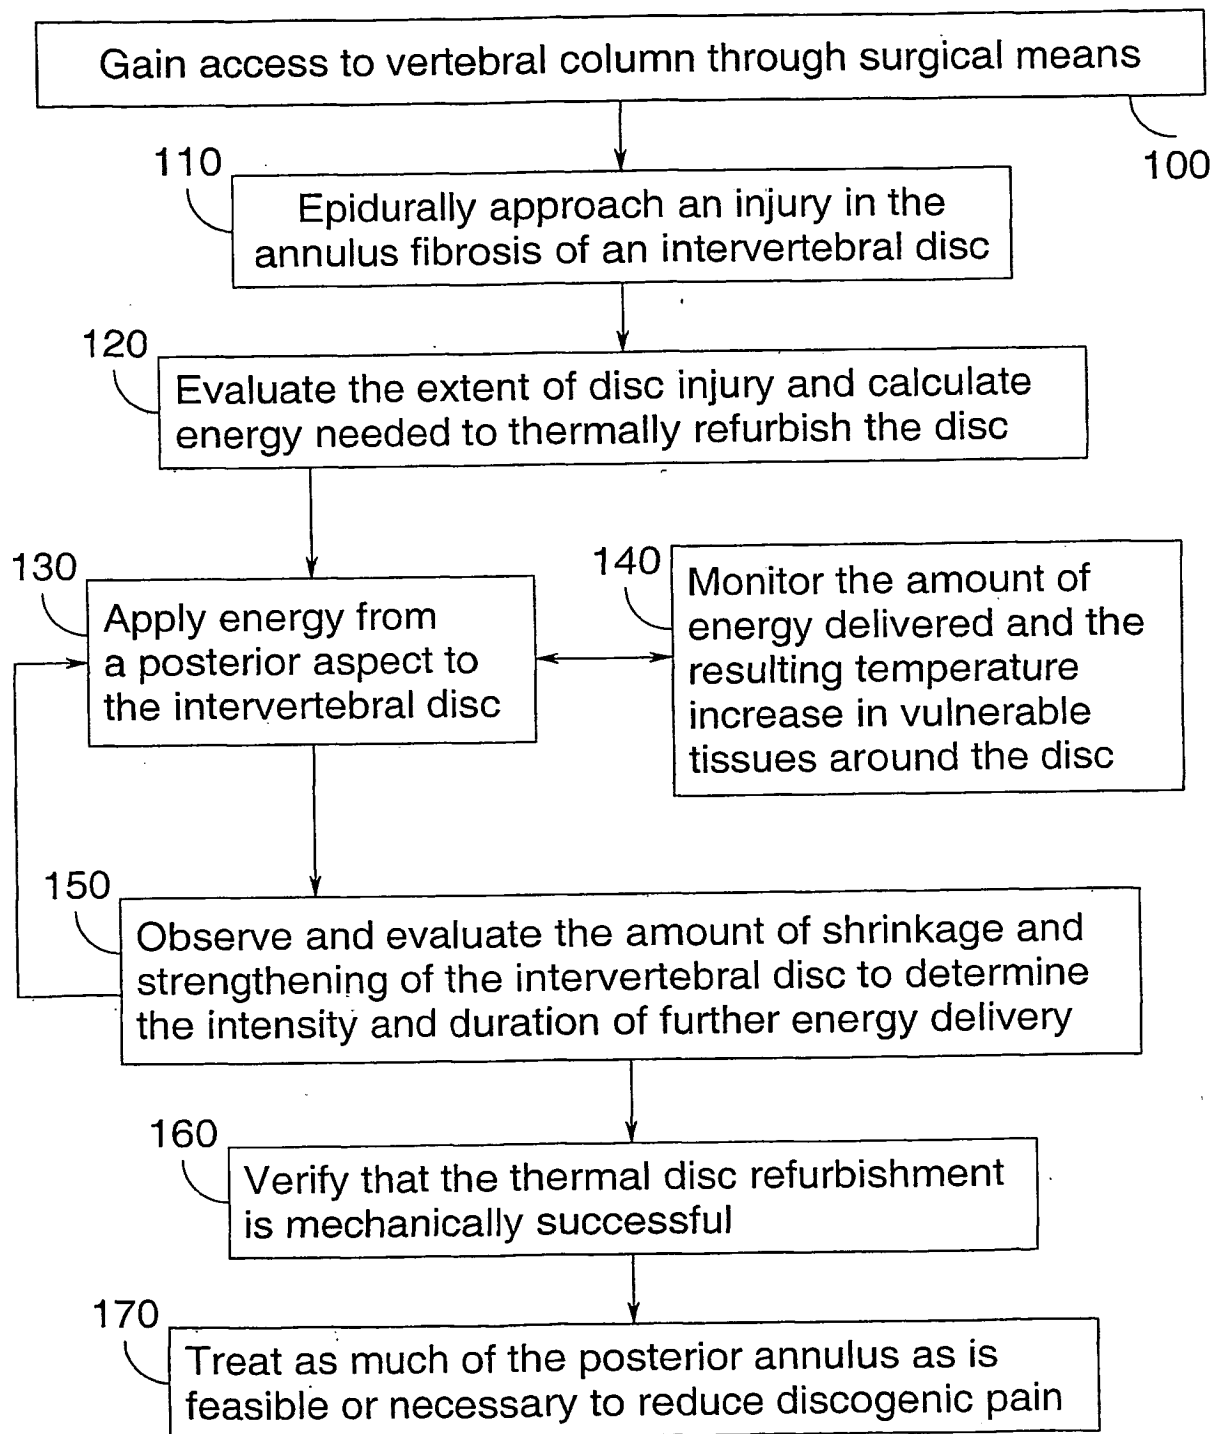 Gain access to vertebral column through surgical means
100
110
Epidurally approach an injury in the
annulus fibrosis of an intervertebral disc
120
Evaluate the extent of disc injury and calculate
energy needed to thermally refurbish the disc
130
Apply energy from
a posterior aspect to
the intervertebral disc
140
Monitor the amount of
energy delivered and the
resulting temperature
increase in vulnerable
tissues around the disc
150
Observe and evaluate the amount of shrinkage and
strengthening of the intervertebral disc to determine
the intensity and duration of further energy delivery
160
Verify that the thermal disc refurbishment
is mechanically successful
170
Treat as much of the posterior annulus as is
feasible or necessary to reduce discogenic pain